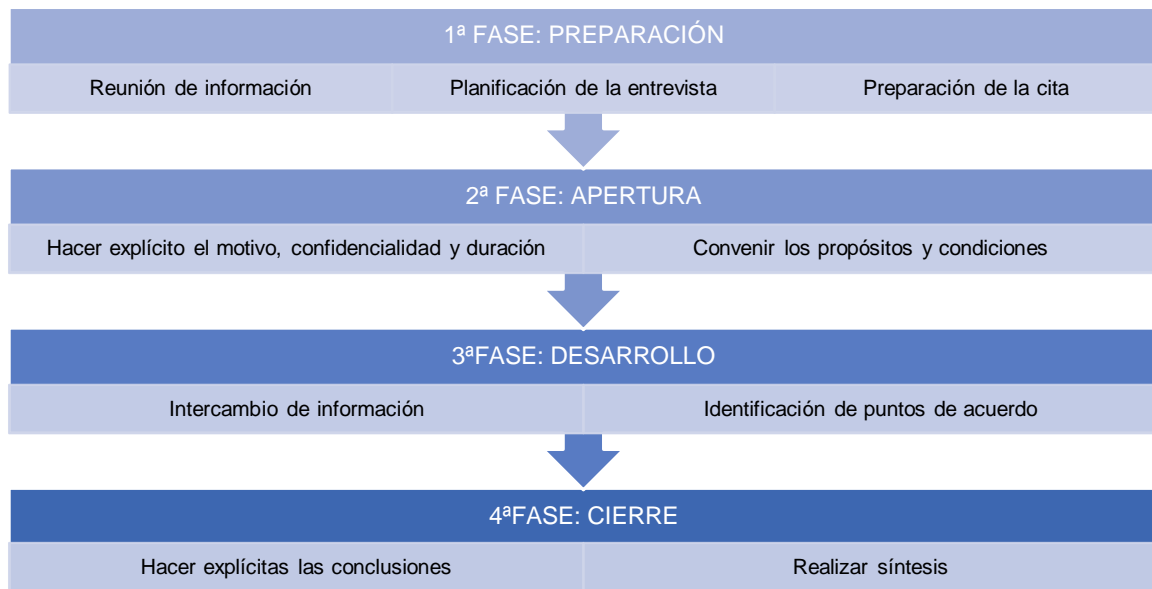 1ª FASE: PREPARACIÓN
Reunión de información
Planificación de la entrevista
Preparación de la cita
2ª FASE: APERTURA
Hacer explícito el motivo, confidencialidad y duración
Convenir los propósitos y condiciones
3ªFASE: DESARROLLO
Intercambio de información
Identificación de puntos de acuerdo
4ªFASE: CIERRE
Hacer explícitas las conclusiones
Realizar síntesis